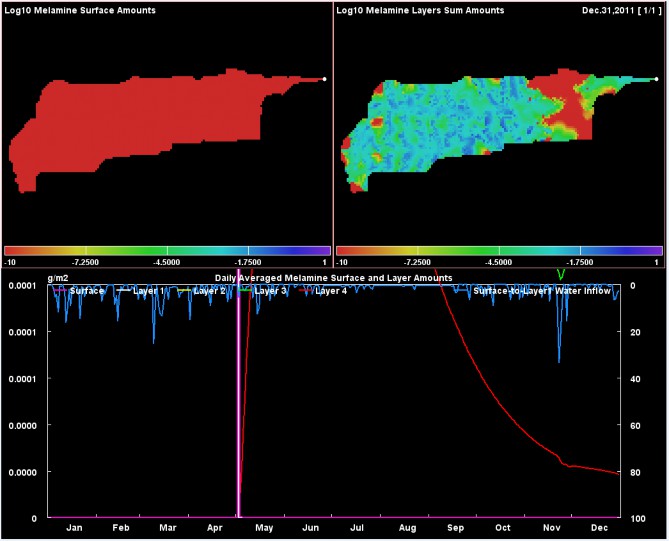 Log10 Melamine Surface Amounts
Log10 Melamine Layers Sum Amounts Dec.31,2011 [ 1/1 ]
-10 -7.2500 -4.5000 -1.7500 1
-10 -7.2500 -4.5000 -1.7500 1
g/m2 Daily Averaged Melamine Surface and Layer Amounts
0.0001 Surface Layer 1 Layer 2 Layer 3 Layer 4 Surface-to-Layer1 Water Inflow 0
0.0001 20
0.0001 40
0.0000 60
0.0000 80
0 100
Jan Feb Mar Apr May Jun Jul Aug Sep Oct Nov Dec